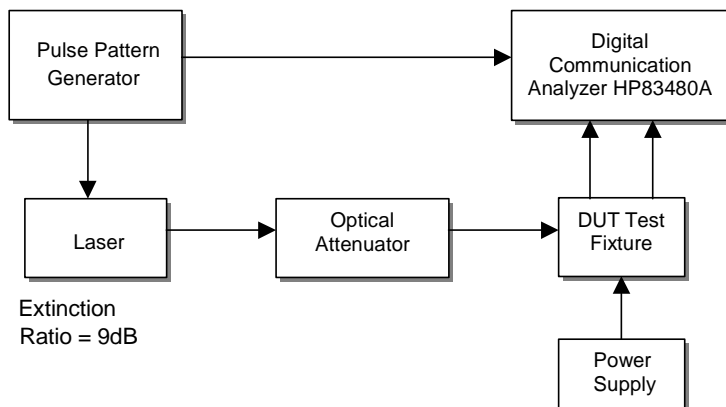 Pulse Pattern
Generator
Digital
Communication
Analyzer HP83480A
Laser
Optical
Attenuator
DUT Test
Fixture
Extinction
Ratio = 9dB
Power
Supply